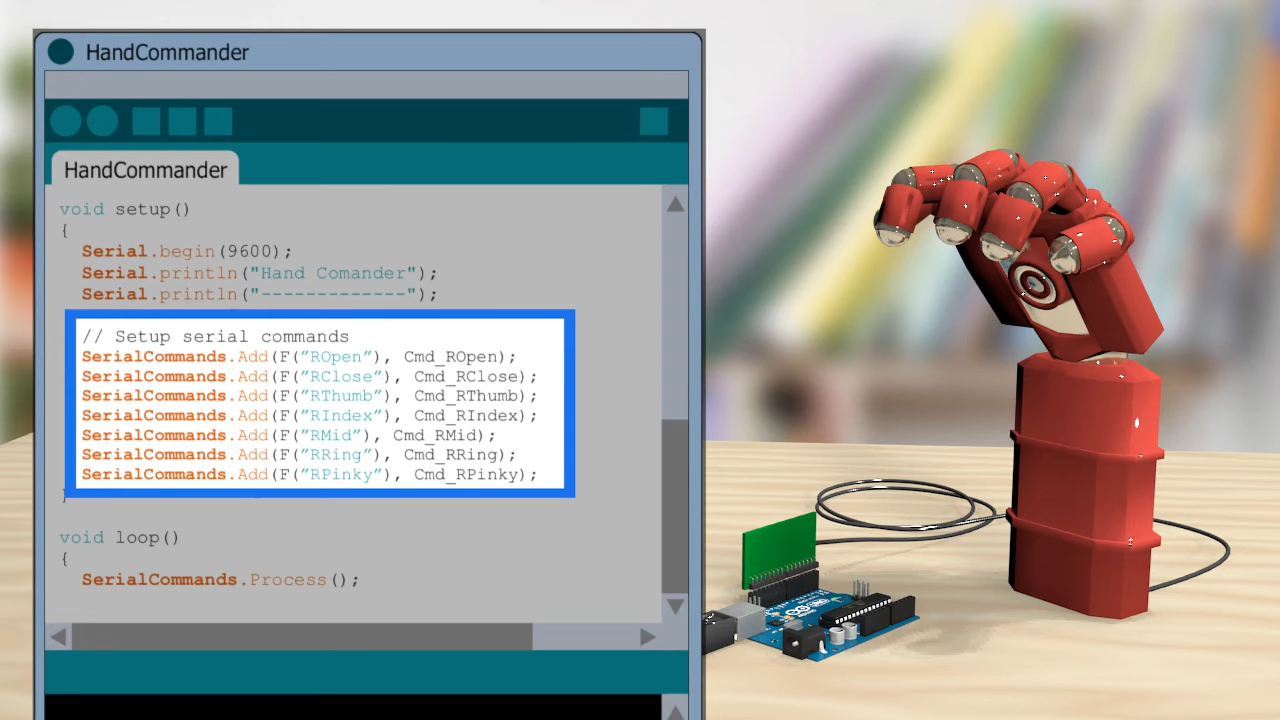 HandCommander
HandCommander
void setup()
{
Serial.begin(9600);
Serial.println("Hand Comander");
Serial.println("-------------");
// Setup serial commands
SerialCommands.Add(F("ROpen”), Cmd_ROpen);
SerialCommands.Add(F(”RClose”), Cmd_RClose);
SerialCommands.Add(F(”RThumb”), Cmd_RThumb);
SerialCommands.Add(F(”RIndex”), Cmd_RIndex);
SerialCommands.Add(F(”RMid”), Cmd_RMid);
SerialCommands.Add(F(”RRing”), Cmd_RRing);
SerialCommands.Add(F(”RPinky”), Cmd_RPinky);
}
void loop()
{
SerialCommands.Process();